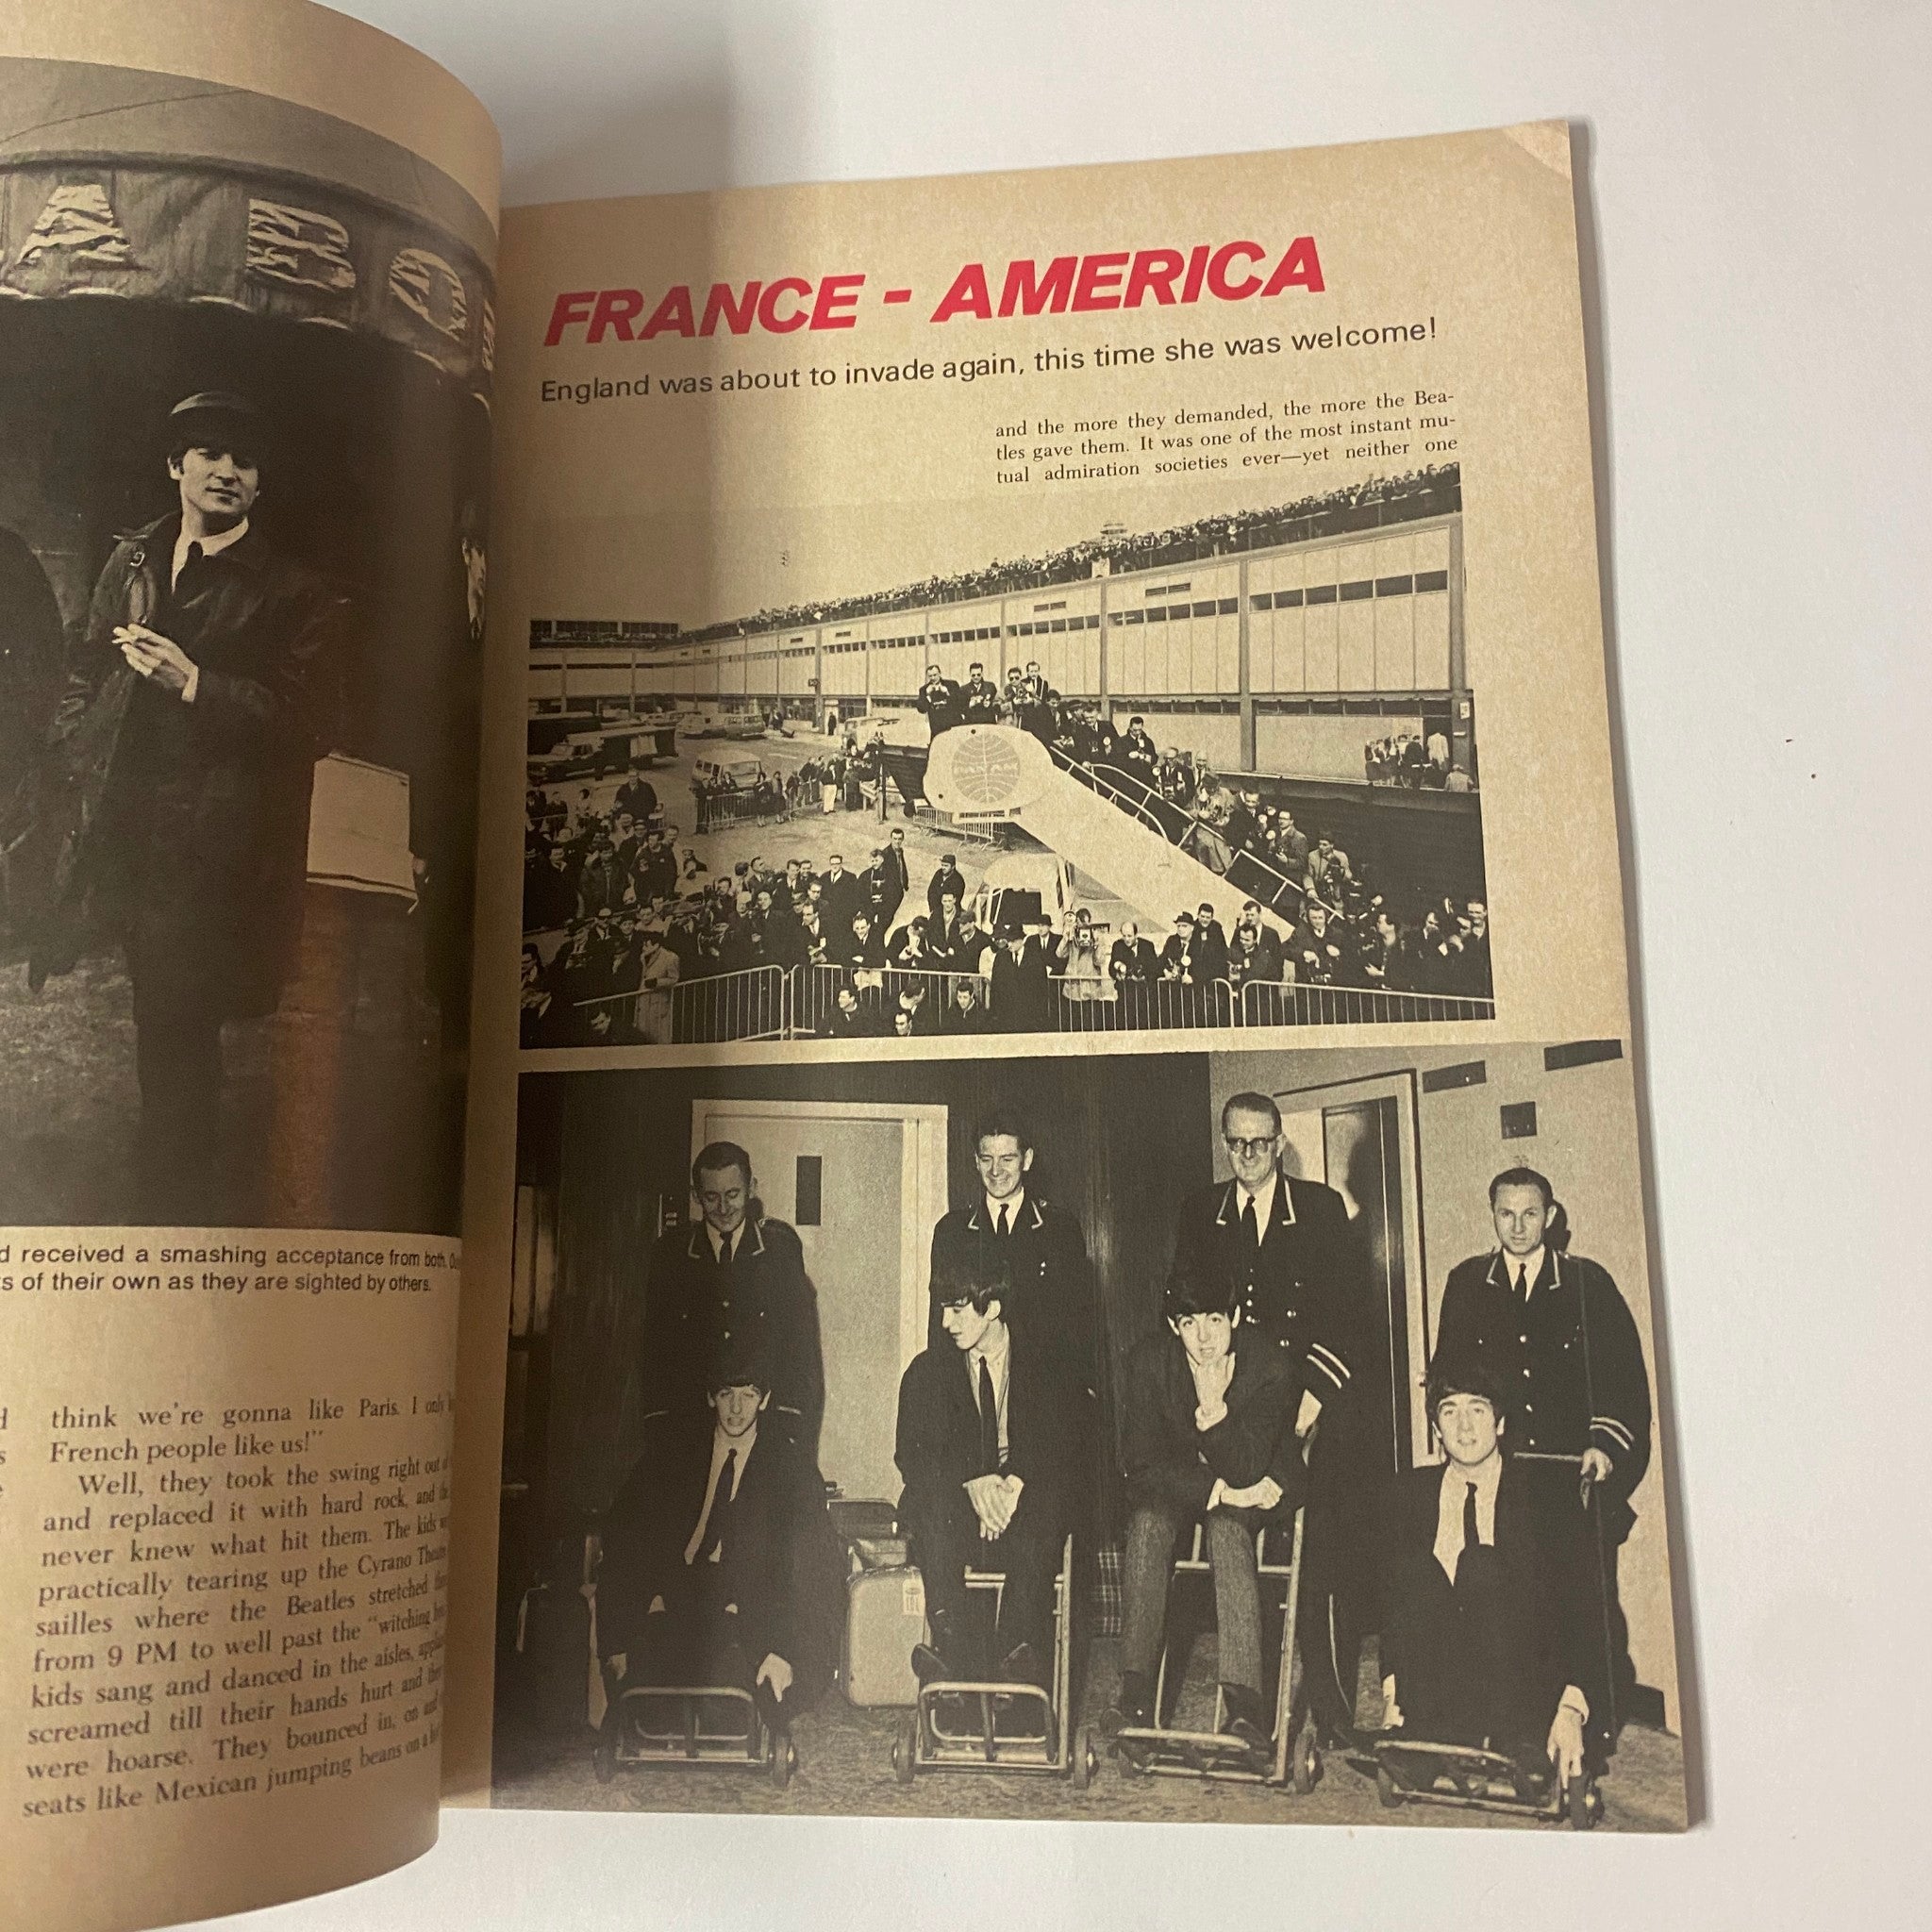 A BO
d received a smashing acceptance from both.
s of their own as they are sighted by others.
d
think we're gonna like Paris. I only
s
French people like us!"
Well, they took the swing right out
and replaced it with hard rock, and
never knew what hit them. The kids
practically tearing up the Cyrano
sailles where the Beatles stretched
from 9 PM to well past the "witching
kids sang and danced in the aisles,
screamed till their hands hurt and
were hoarse. They bounced in, on and
seats like Mexican jumping beans on a
FRANCE - AMERICA
England was about to invade again, this time she was welcome!
and the more they demanded, the more the Bea-
tles gave them. It was one of the most instant mu-
tual admiration societies ever—yet neither one
PAN AM